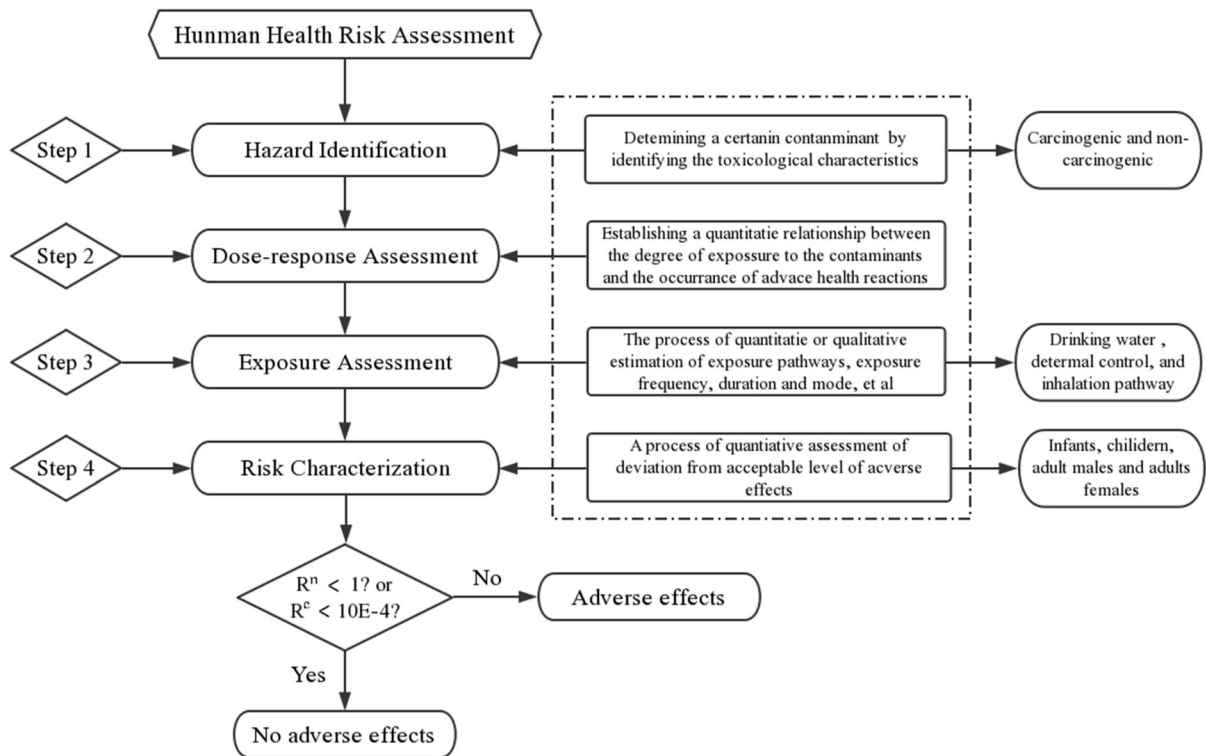 Hunman Health Risk Assessment
Step 1
Hazard Identification
Detemining a certanin contanminant by
identifying the toxicological characteristics
Carcinogenic and non-
carcinogenic
Step 2
Dose-response Assessment
Establishing a quantitatie relationship between
the degree of expossure to the contaminants
and the occurrance of advace health reactions
Step 3
Exposure Assessment
The process of quantitatie or qualitative
estimation of exposure pathways, exposure
frequency, duration and mode, et al
Drinking water ,
determal control, and
inhalation pathway
Step 4
Risk Characterization
A process of quantiative assessment of
deviation from acceptable level of acverse
effects
Infants, chilidern,
adult males and adults
females
Rⁿ < 1? or
Rᶜ < 10E-4?
No
Adverse effects
Yes
No adverse effects